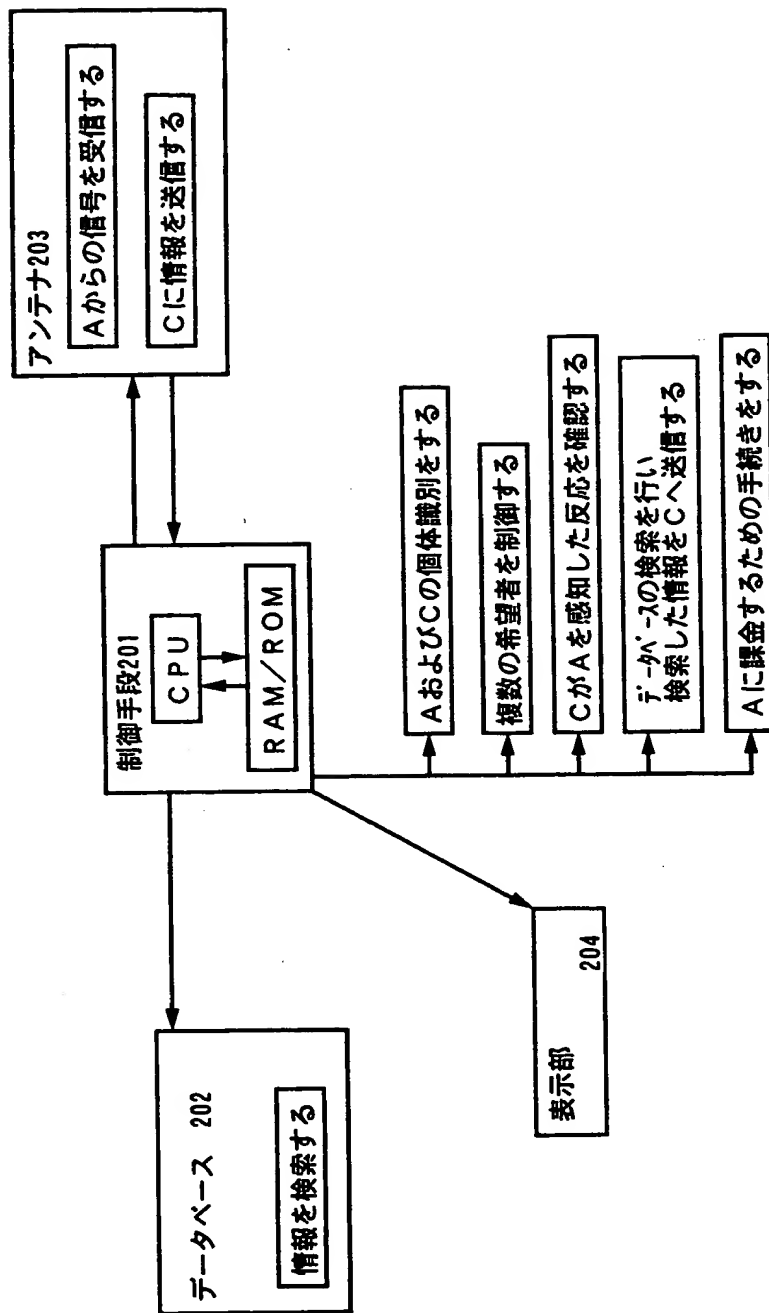 データベース 202
情報を検索する
制御手段201
CPU
RAM/ROM
アンテナ203
Aからの信号を受信する
Cに情報を送信する
表示部
204
AおよびCの個体識別をする
複数の希望者を制御する
CがAを感知した反応を確認する
データベースの検索を行い
検索した情報をCへ送信する
Aに課金するための手続きをする